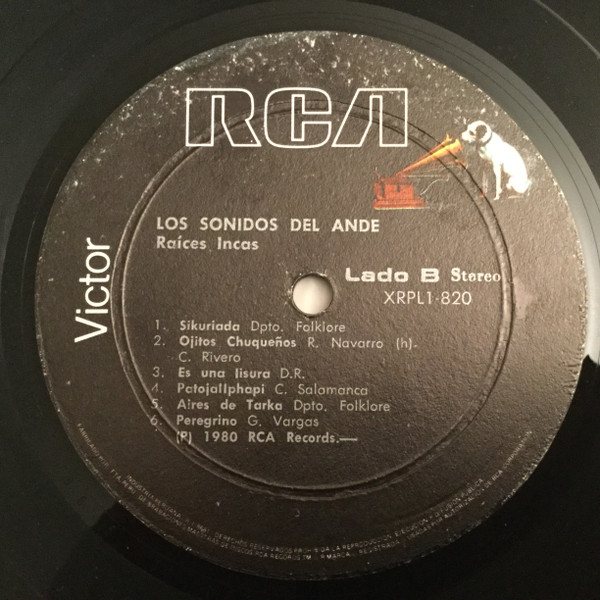 RCA
Victor
LOS SONIDOS DEL ANDE
Raíces Incas
Lado B Stereo
XRPL1-820
1. Sikuriada Dpto. Folklore
2. Ojitos Chuqueños R. Navarro (h).
C. Rivero
3. Es una lisura D.R.
4. Patojallphapi C. Salamanca
5. Aires de Tarka Dpto. Folklore
6. Peregrino G. Vargas
(P) 1980 RCA Records.—